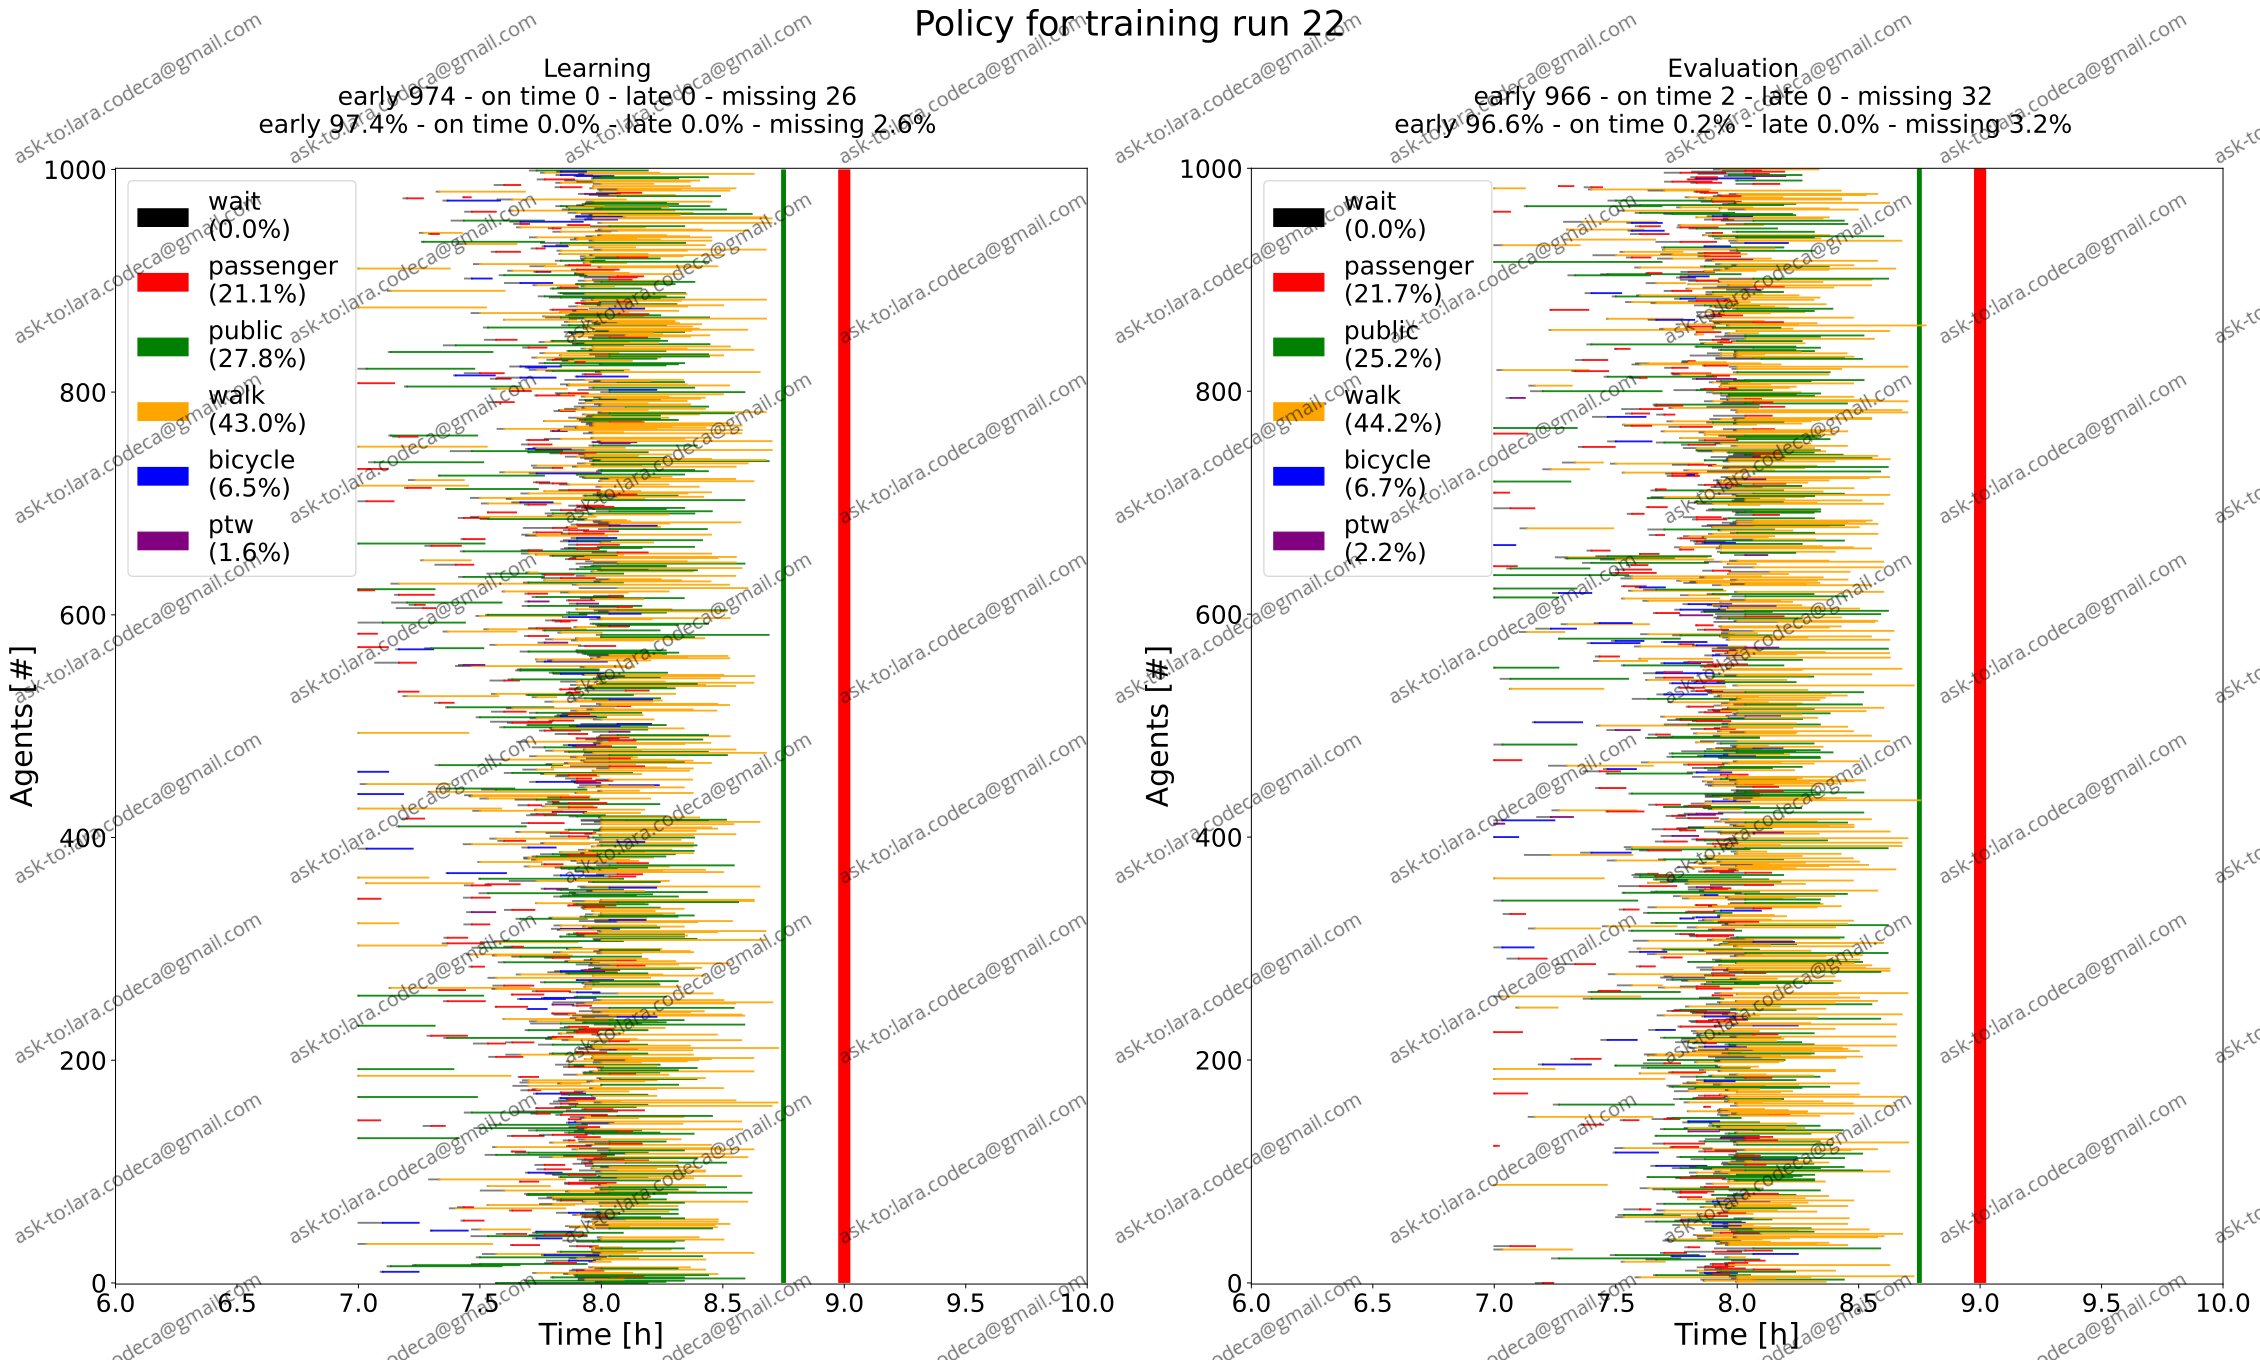 Policy for training run 22
Learning
early 974 - on time 0 - late 0 - missing 26
early 97.4% - on time 0.0% - late 0.0% - missing 2.6%
Agents [#]
1000
800
600
400
200
0
wait
(0.0%)
passenger
(21.1%)
public
(27.8%)
walk
(43.0%)
bicycle
(6.5%)
ptw
(1.6%)
6.0 6.5 7.0 7.5 8.0 8.5 9.0 9.5 10.0
Time [h]
Evaluation
early 966 - on time 2 - late 0 - missing 32
early 96.6% - on time 0.2% - late 0.0% - missing 3.2%
Agents [#]
1000
800
600
400
200
0
wait
(0.0%)
passenger
(21.7%)
public
(25.2%)
walk
(44.2%)
bicycle
(6.7%)
ptw
(2.2%)
6.0 6.5 7.0 7.5 8.0 8.5 9.0 9.5 10.0
Time [h]
ask-to:lara.codeca@gmail.com